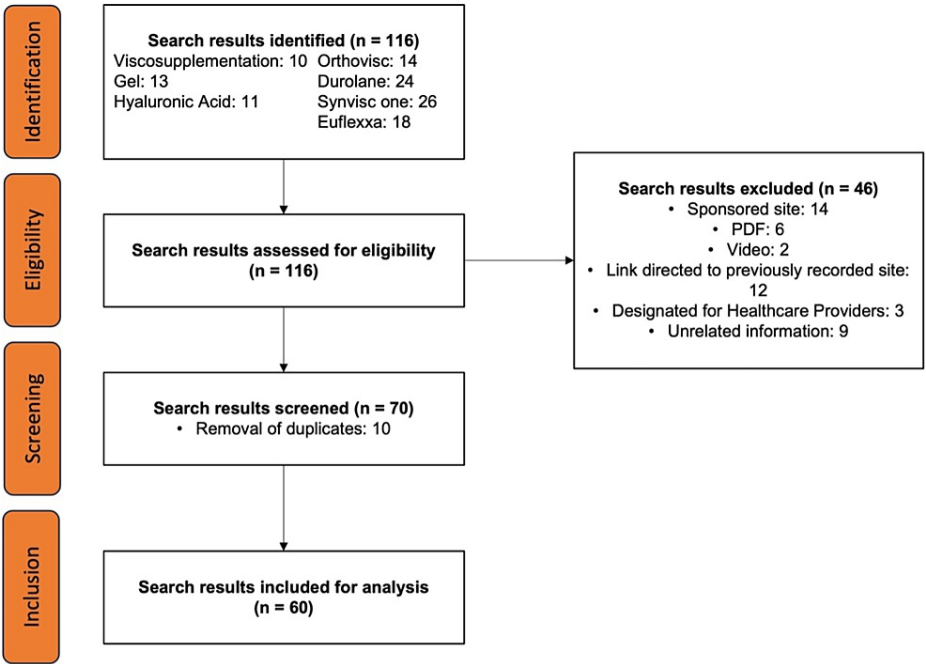 Identification
Search results identified (n = 116)
Viscosupplementation: 10
Gel: 13
Hyaluronic Acid: 11
Orthovisc: 14
Durolane: 24
Synvisc one: 26
Euflexxa: 18
Eligibility
Search results assessed for eligibility
(n = 116)
Search results excluded (n = 46)
• Sponsored site: 14
• PDF: 6
• Video: 2
• Link directed to previously recorded site:
12
• Designated for Healthcare Providers: 3
• Unrelated information: 9
Screening
Search results screened (n = 70)
• Removal of duplicates: 10
Inclusion
Search results included for analysis
(n = 60)